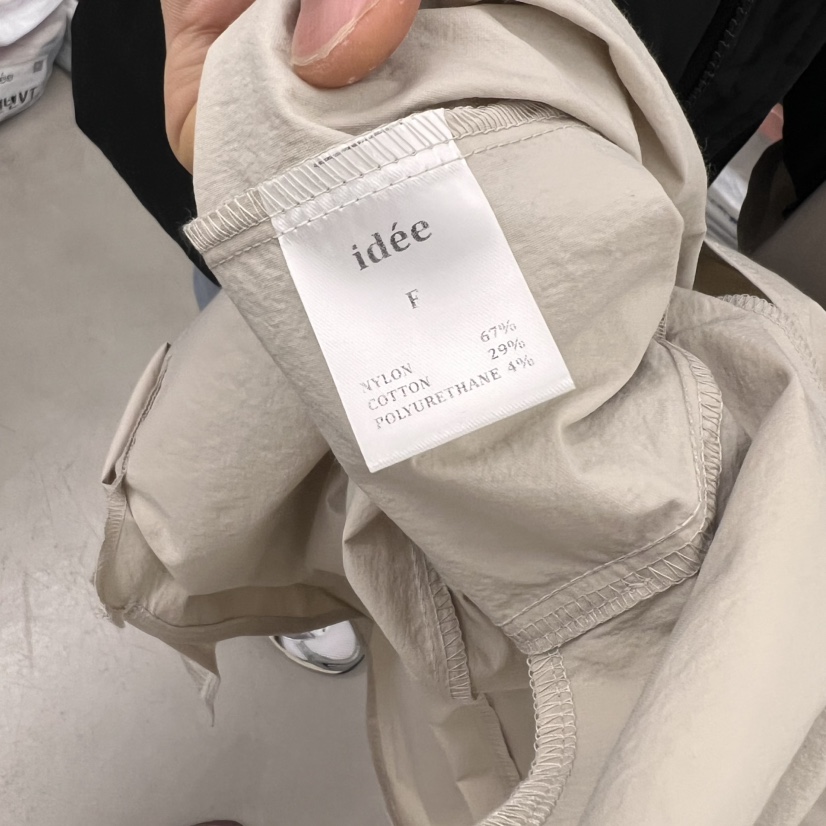 idée
F
NYLON 67%
COTTON 29%
POLYURETHANE 4%